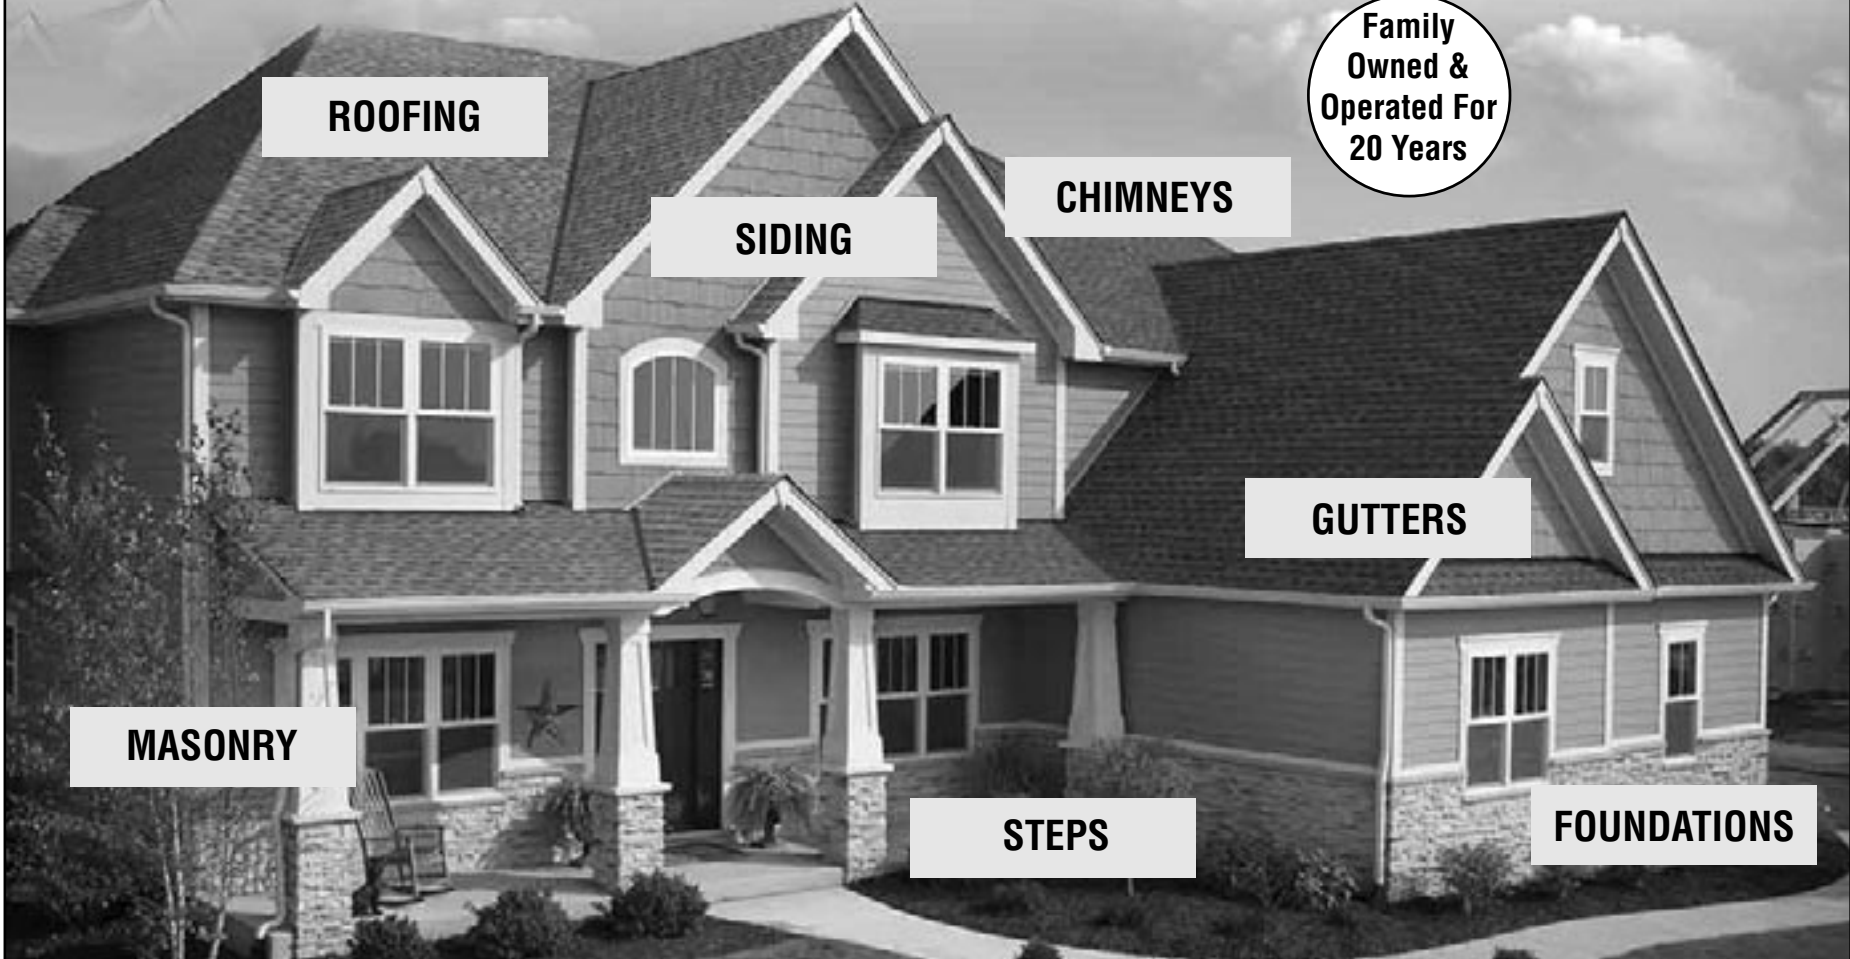 Family
Owned &
Operated For
20 Years
ROOFING
CHIMNEYS
SIDING
GUTTERS
MASONRY
STEPS
FOUNDATIONS